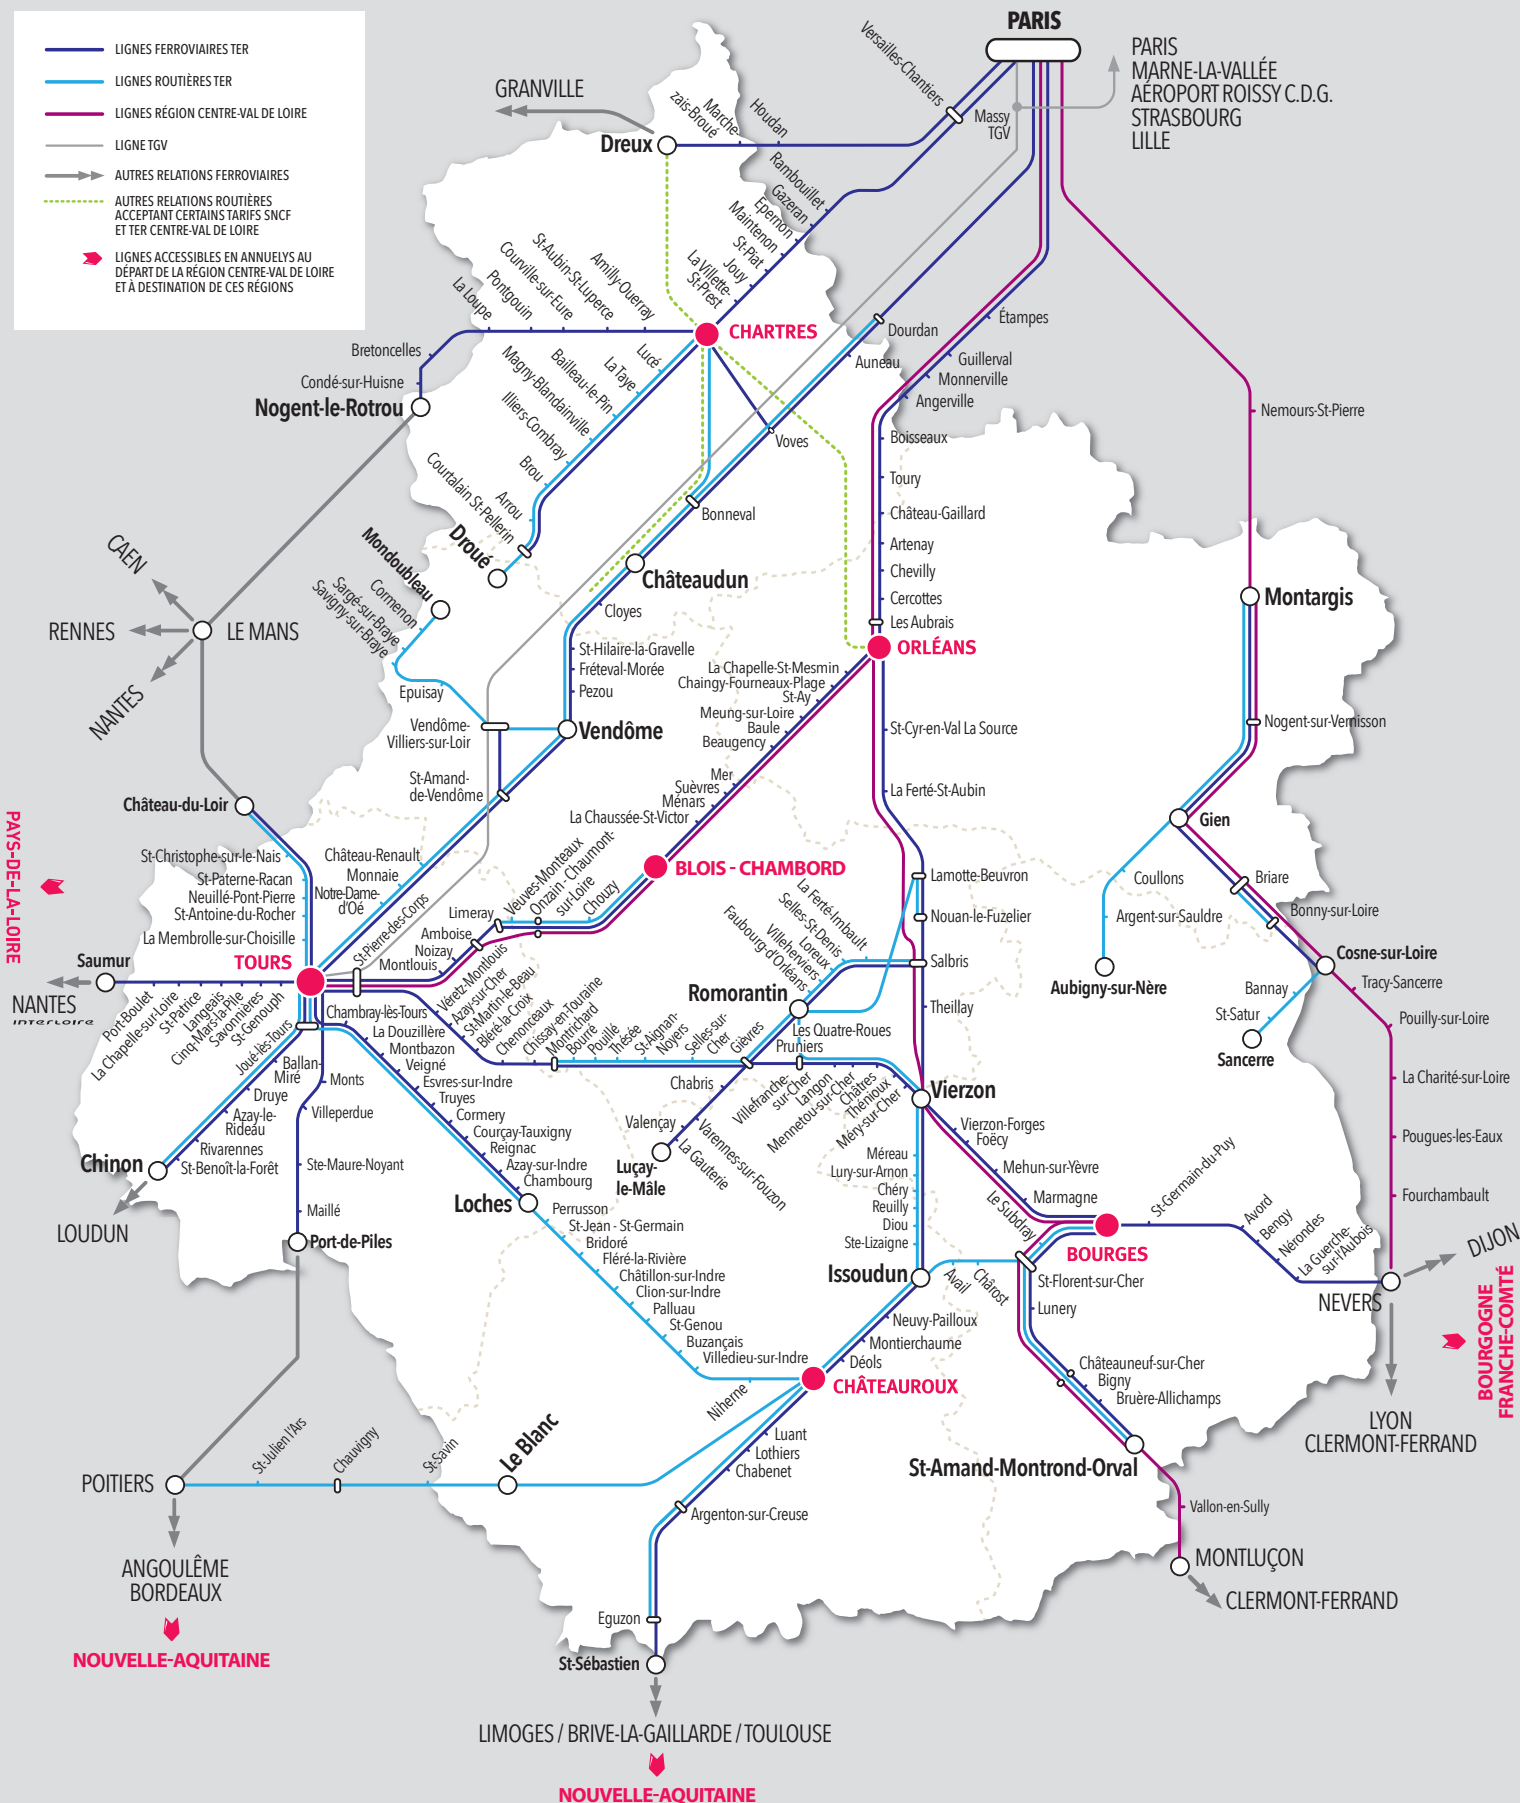 LIGNES FERROVIAIRES TER
LIGNES ROUTIÈRES TER
LIGNES RÉGION CENTRE-VAL DE LOIRE
LIGNE TGV
AUTRES RELATIONS FERROVIAIRES
AUTRES RELATIONS ROUTIÈRES
ACCEPTANT CERTAINS TARIFS SNCF
ET TER CENTRE-VAL DE LOIRE
LIGNES ACCESSIBLES EN ANNUELYS AU
DÉPART DE LA RÉGION CENTRE-VAL DE LOIRE
ET À DESTINATION DE CES RÉGIONS
PARIS
PARIS
MARNE-LA-VALLÉE
AÉROPORT ROISSY C.D.G.
STRASBOURG
LILLE
Versailles-Chantiers
Massy
TGV
GRANVILLE
Dreux
Marche-
zais-Broué
Houdan
Rambouillet
Gazeran
Epernon
Maintenon
St-Piat
Jouy
La Villette-
St-Prest
CHARTRES
Amilly-Ouerray
St-Aubin-St-Luperce
Courville-sur-Eure
Pontgouin
La Loupe
Bretoncelles
Condé-sur-Huisne
Nogent-le-Rotrou
Lucé
La Taye
Bailleau-le-Pin
Magny-Blandainville
Illiers-Combray
Brou
Arrou
Courtalain St-Pellerin
Droué
Dourdan
Auneau
Voves
Bonneval
Châteaudun
Cloyes
St-Hilaire-la-Gravelle
Fréteval-Morée
Pezou
Vendôme
Mondoubleau
Cormenon
Sargé-sur-Braye
Savigny-sur-Braye
Epuisay
Vendôme-
Villiers-sur-Loir
St-Amand-
de-Vendôme
Château-Renault
Monnaie
Notre-Dame-
d'Oé
Étampes
Guillerval
Monnerville
Angerville
Boisseaux
Toury
Château-Gaillard
Artenay
Chevilly
Cercottes
Les Aubrais
ORLÉANS
La Chapelle-St-Mesmin
Chaingy-Fourneaux-Plage
St-Ay
Meung-sur-Loire
Baule
Beaugency
Mer
Suèvres
Ménars
La Chaussée-St-Victor
BLOIS - CHAMBORD
Chouzy
Onzain-Chaumont-
sur-Loire
Veuves-Monteaux
Limeray
Amboise
Noizay
Montlouis
St-Pierre-des-Corps
TOURS
CAEN
RENNES
LE MANS
NANTES
Château-du-Loir
St-Christophe-sur-le-Nais
St-Paterne-Racan
Neuillé-Pont-Pierre
St-Antoine-du-Rocher
La Membrolle-sur-Choisille
PAYS-DE-LA-LOIRE
Saumur
NANTES
interloire
Port-Boulet
La Chapelle-sur-Loire
St-Patrice
Langeais
Cinq-Mars-la-Pile
Savonnières
St-Genouph
Joué-lès-Tours
Ballan-
Miré
Druye
Azay-le-
Rideau
Rivarennes
St-Benoît-la-Forêt
Chinon
LOUDUN
Monts
Villeperdue
Ste-Maure-Noyant
Maillé
Port-de-Piles
Chambray-lès-Tours
La Douzillère
Montbazon
Veigné
Esvres-sur-Indre
Truyes
Cormery
Courçay-Tauxigny
Reignac
Azay-sur-Indre
Chambourg
Loches
Perrusson
St-Jean - St-Germain
Bridoré
Fléré-la-Rivière
Châtillon-sur-Indre
Clion-sur-Indre
Palluau
St-Genou
Buzançais
Villedieu-sur-Indre
Niherne
CHÂTEAUROUX
Véretz-Montlouis
Azay-sur-Cher
St-Martin-le-Beau
Bléré-la-Croix
Chenonceaux
Chissay-en-Touraine
Montrichard
Bourré
Pouillé
Thésée
St-Aignan-
Noyers
Selles-sur-
Cher
Gièvres
Chabris
Valençay
Varennes-sur-Fouzon
La Gauterie
Luçay-
le-Mâle
Romorantin
Faubourg-d'Orléans
Villeherviers
Loreux
Selles-St-Denis
La Ferté-Imbault
Les Quatre-Roues
Pruniers
Villefranche-
sur-Cher
Langon
Mennetou-sur-Cher
Châtres
Thénioux
Méry-sur-Cher
St-Cyr-en-Val La Source
La Ferté-St-Aubin
Lamotte-Beuvron
Nouan-le-Fuzelier
Salbris
Theillay
Vierzon
Vierzon-Forges
Foëcy
Mehun-sur-Yèvre
Marmagne
BOURGES
Méreau
Lury-sur-Arnon
Chéry
Reuilly
Diou
Ste-Lizaigne
Issoudun
Avail
Chârost
Le Subdray
St-Florent-sur-Cher
Lunery
Châteauneuf-sur-Cher
Bigny
Bruère-Allichamps
St-Amand-Montrond-Orval
Vallon-en-Sully
MONTLUÇON
CLERMONT-FERRAND
Neuvy-Pailloux
Montierchaume
Déols
Luant
Lothiers
Chabenet
Argenton-sur-Creuse
Eguzon
St-Sébastien
LIMOGES / BRIVE-LA-GAILLARDE / TOULOUSE
NOUVELLE-AQUITAINE
POITIERS
St-Julien l'Ars
Chauvigny
St-Savin
Le Blanc
ANGOULÊME
BORDEAUX
NOUVELLE-AQUITAINE
Nemours-St-Pierre
Montargis
Nogent-sur-Vernisson
Gien
Coullons
Argent-sur-Sauldre
Aubigny-sur-Nère
Briare
Bonny-sur-Loire
Cosne-sur-Loire
Bannay
St-Satur
Sancerre
Tracy-Sancerre
Pouilly-sur-Loire
La Charité-sur-Loire
Pougues-les-Eaux
Fourchambault
St-Germain-du-Puy
Avord
Bengy
Nérondes
La Guerche-
sur-l'Aubois
NEVERS
DIJON
BOURGOGNE
FRANCHE-COMTÉ
LYON
CLERMONT-FERRAND